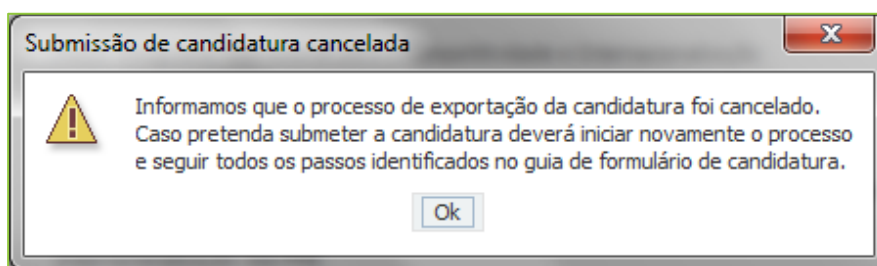 Submissão de candidatura cancelada
Informamos que o processo de exportação da candidatura foi cancelado.
Caso pretenda submeter a candidatura deverá iniciar novamente o processo
e seguir todos os passos identificados no guia de formulário de candidatura.
Ok